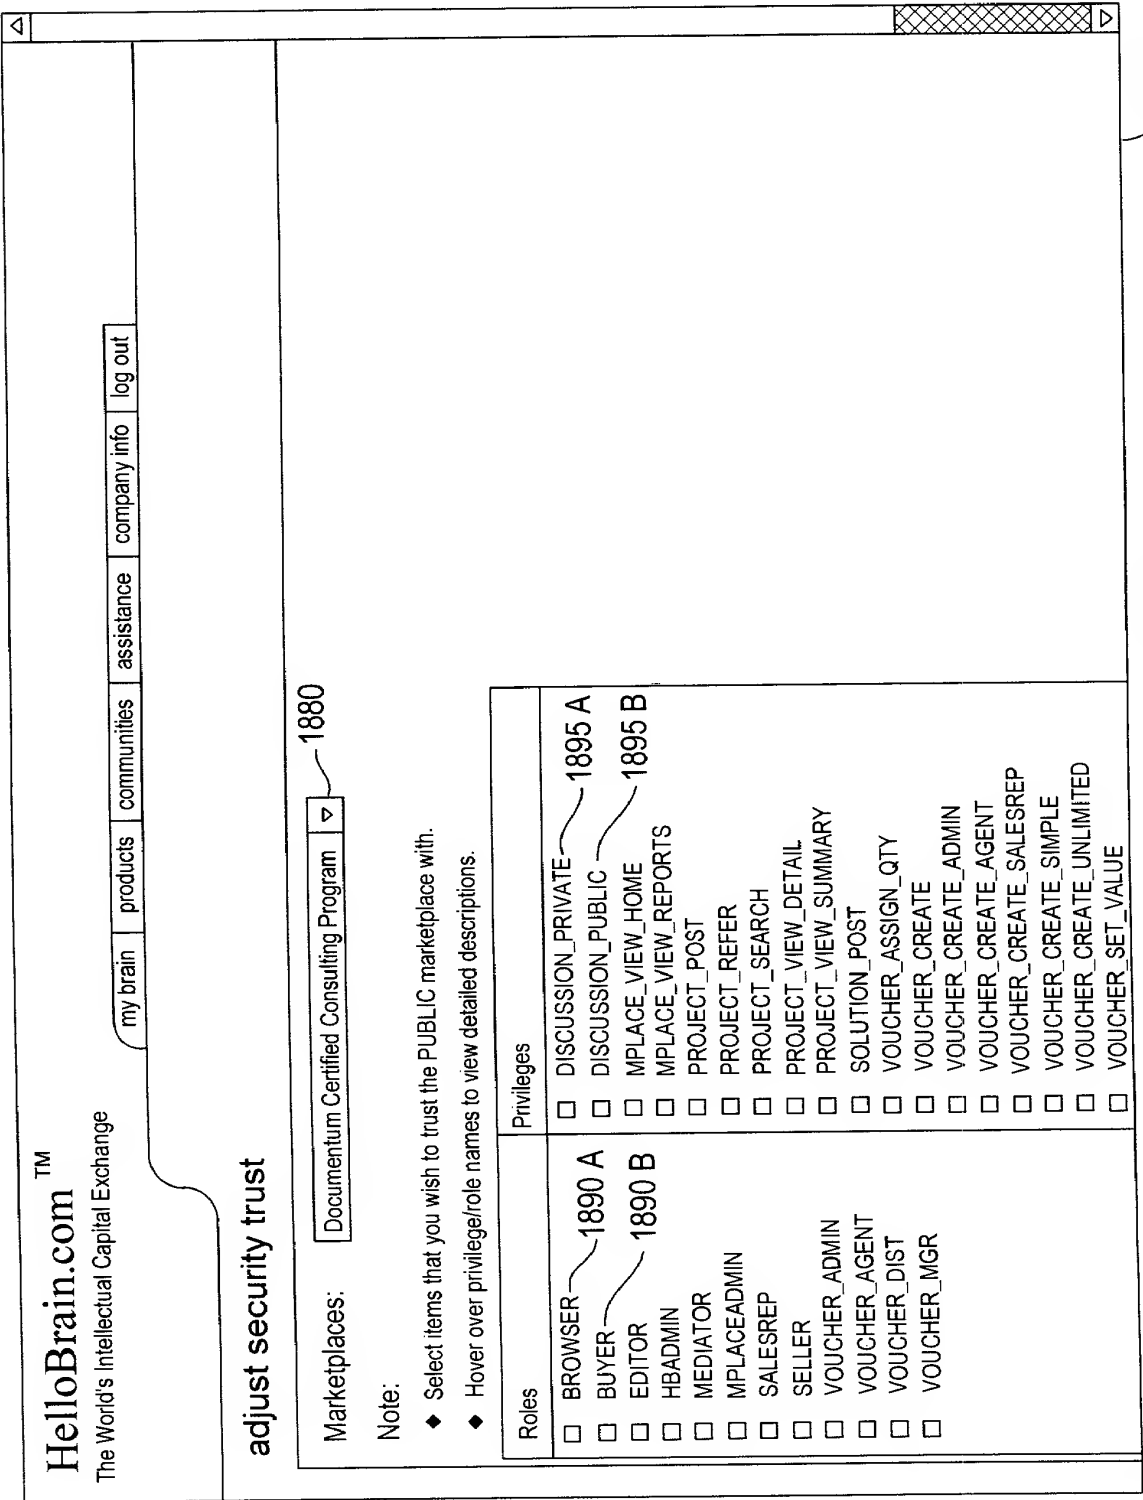 HelloBrain.com™
The World's Intellectual Capital Exchange
my brain products communities assistance company info log out
adjust security trust
Marketplaces: Documentum Certified Consulting Program 1880
Note:
◆ Select items that you wish to trust the PUBLIC marketplace with.
◆ Hover over privilege/role names to view detailed descriptions.
Roles
BROWSER 1890 A
BUYER 1890 B
EDITOR
HBADMIN
MEDIATOR
MPLACEADMIN
SALESREP
SELLER
VOUCHER_ADMIN
VOUCHER_AGENT
VOUCHER_DIST
VOUCHER_MGR
Privileges
DISCUSSION_PRIVATE 1895 A
DISCUSSION_PUBLIC 1895 B
MPLACE_VIEW_HOME
MPLACE_VIEW_REPORTS
PROJECT_POST
PROJECT_REFER
PROJECT_SEARCH
PROJECT_VIEW_DETAIL
PROJECT_VIEW_SUMMARY
SOLUTION_POST
VOUCHER_ASSIGN_QTY
VOUCHER_CREATE
VOUCHER_CREATE_ADMIN
VOUCHER_CREATE_AGENT
VOUCHER_CREATE_SALESREP
VOUCHER_CREATE_SIMPLE
VOUCHER_CREATE_UNLIMITED
VOUCHER_SET_VALUE